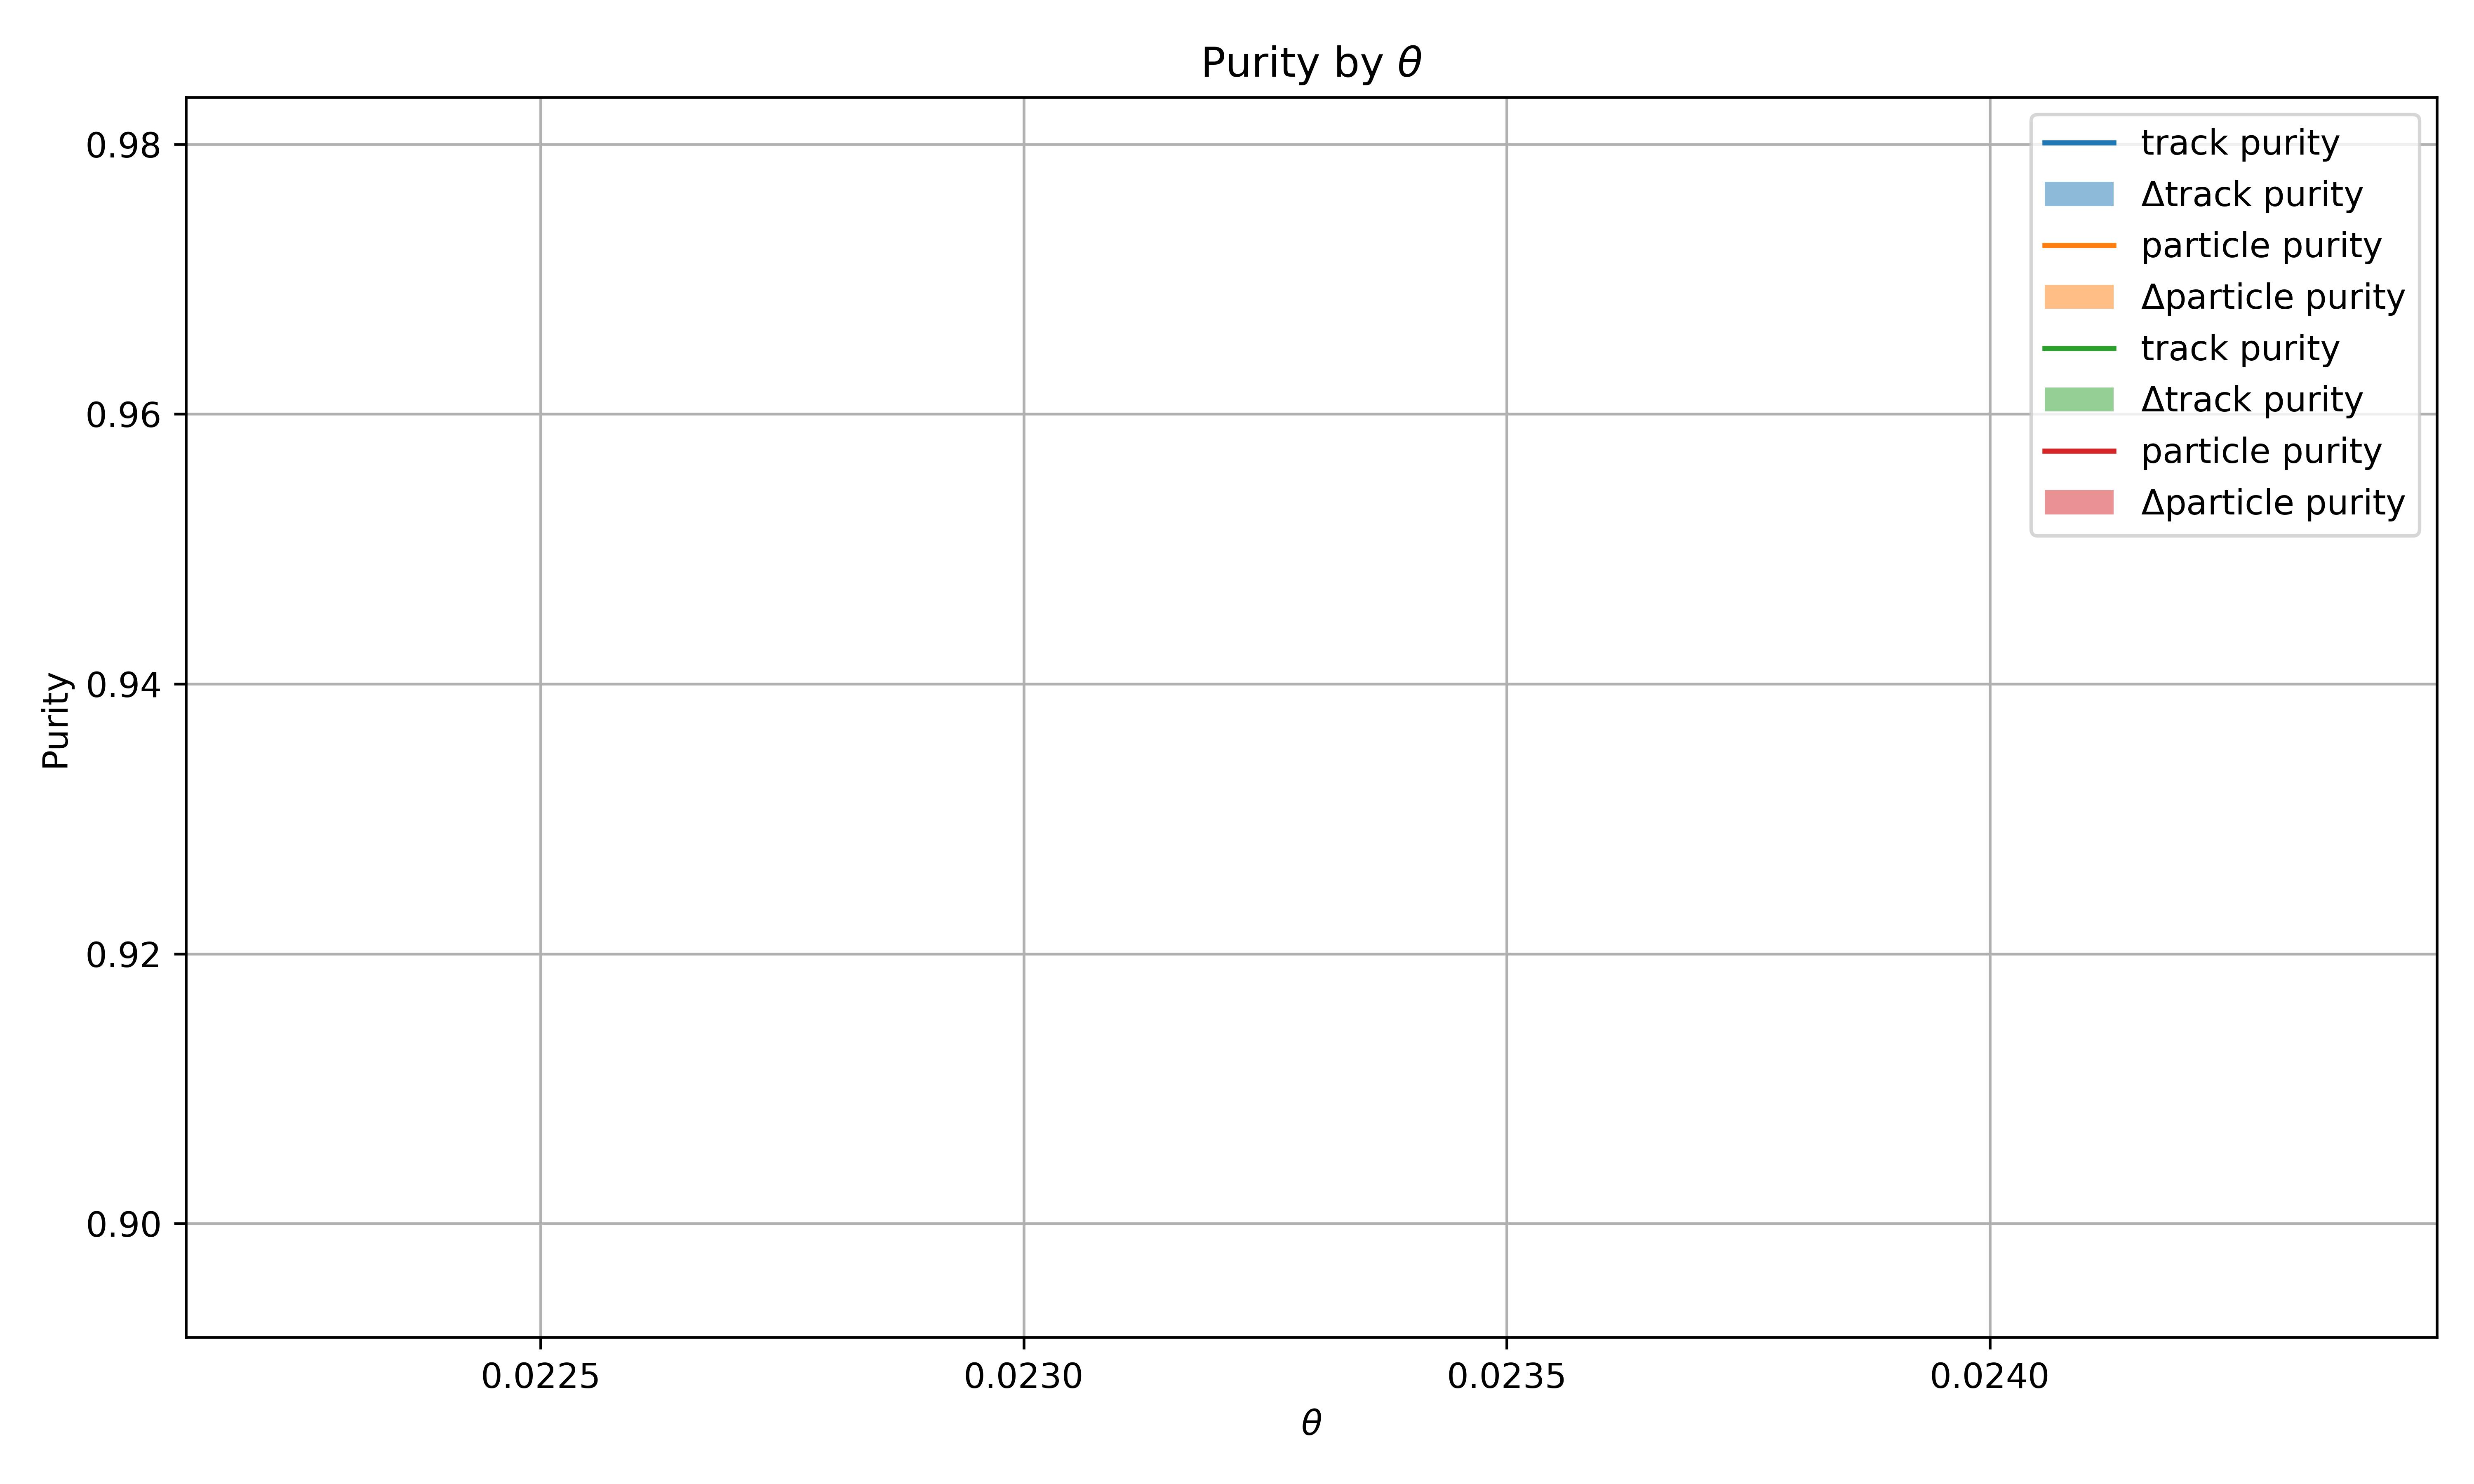 Purity by θ
0.98
0.96
0.94
0.92
0.90
Purity
track purity
Δtrack purity
particle purity
Δparticle purity
track purity
Δtrack purity
particle purity
Δparticle purity
0.0225 0.0230 0.0235 0.0240
θ